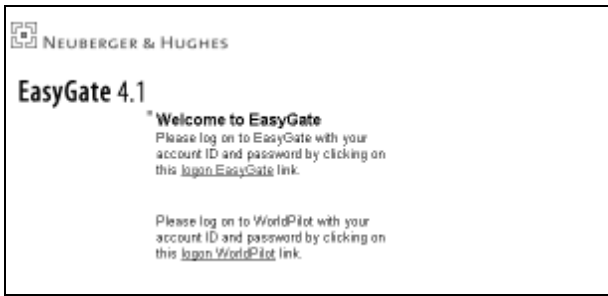 NEUBERGER & HUGHES
EasyGate 4.1
Welcome to EasyGate
Please log on to EasyGate with your
account ID and password by clicking on
this logon EasyGate link.
Please log on to WorldPilot with your
account ID and password by clicking on
this logon WorldPilot link.